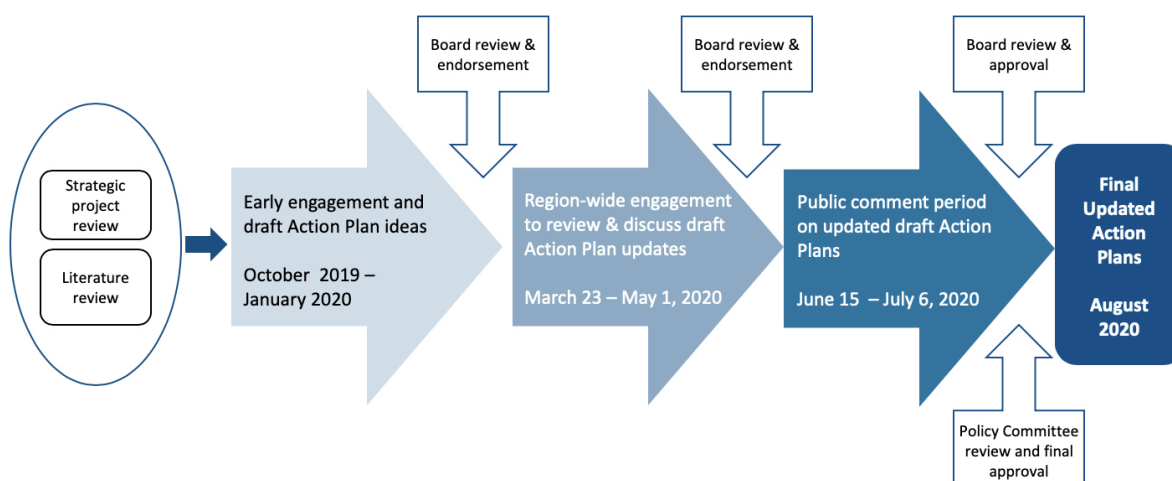 Board review &
endorsement
Board review &
endorsement
Board review &
approval
Strategic
project
review
Literature
review
Early engagement and
draft Action Plan ideas
October 2019 –
January 2020
Region-wide engagement
to review & discuss draft
Action Plan updates
March 23 – May 1, 2020
Public comment period
on updated draft Action
Plans
June 15 – July 6, 2020
Final
Updated
Action
Plans
August
2020
Policy Committee
review and final
approval